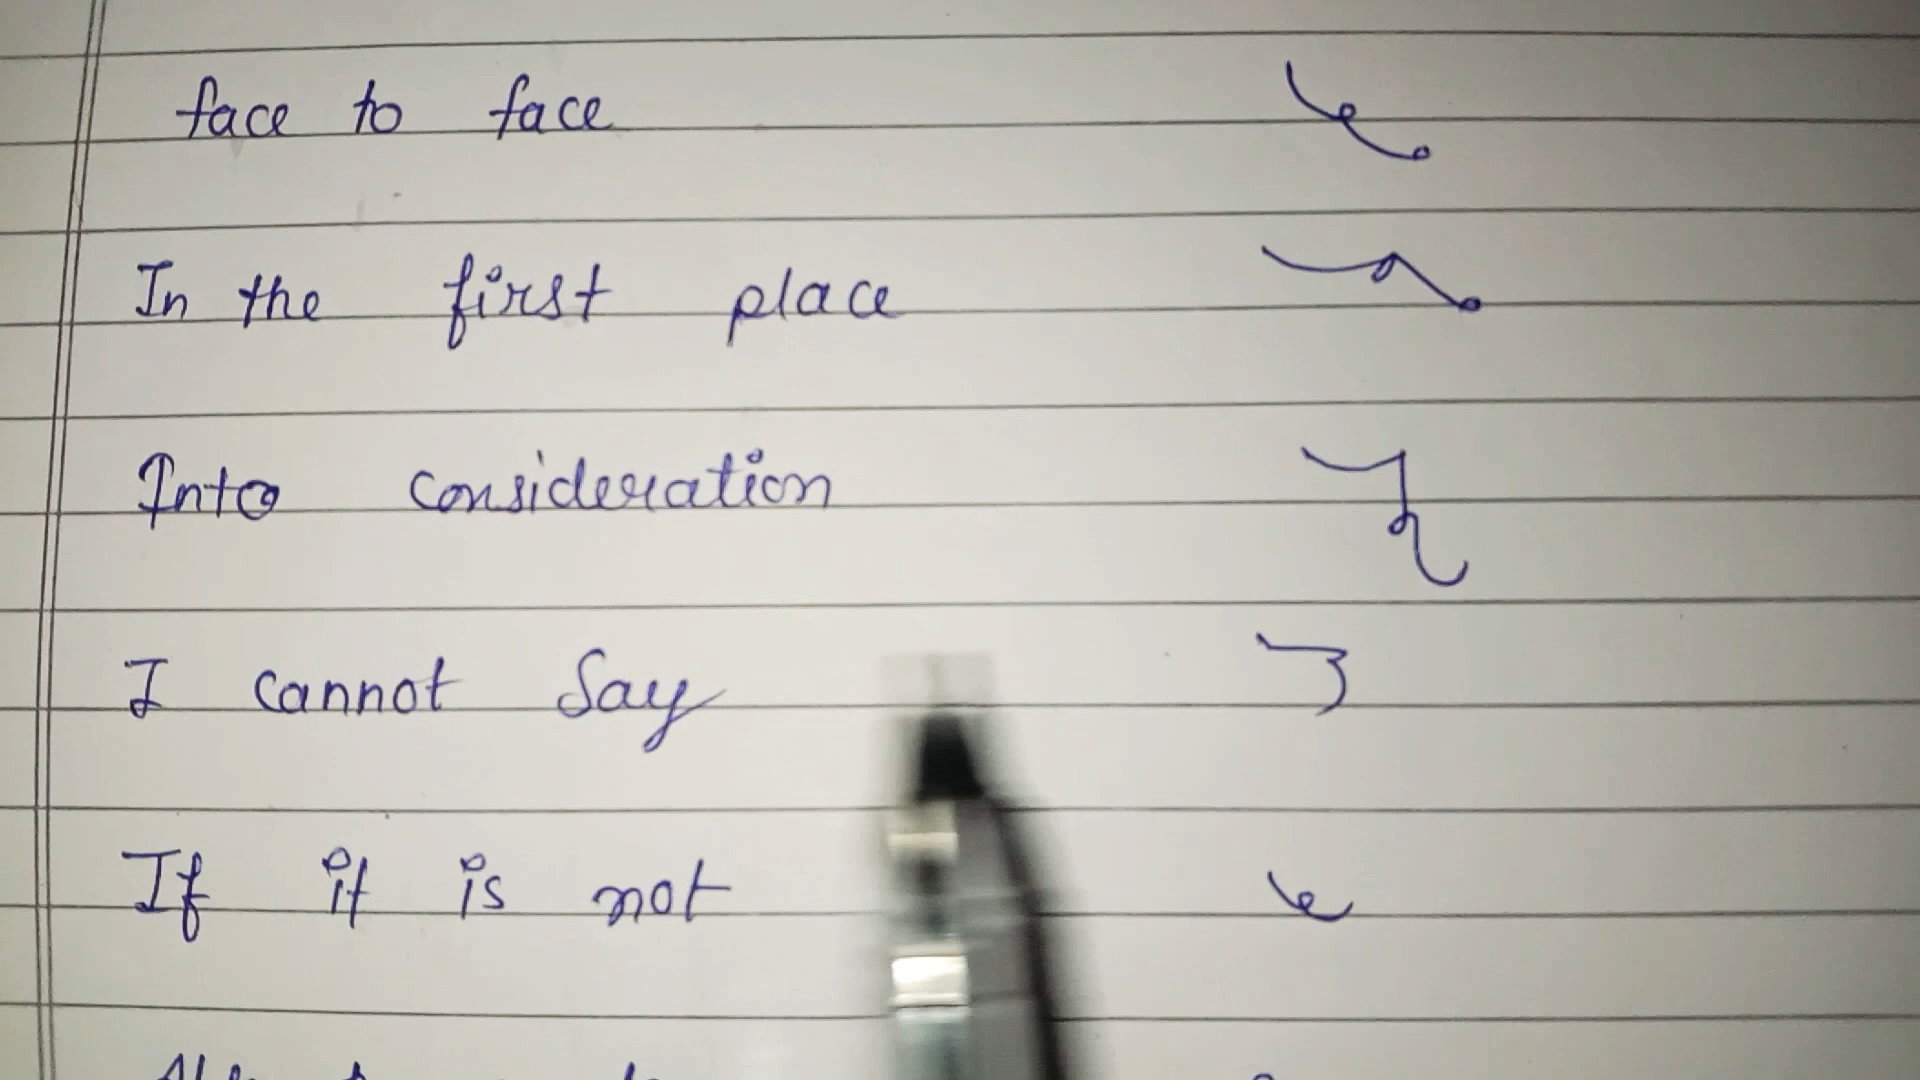 face to face
In the first place
Into consideration
I cannot say
If it is not